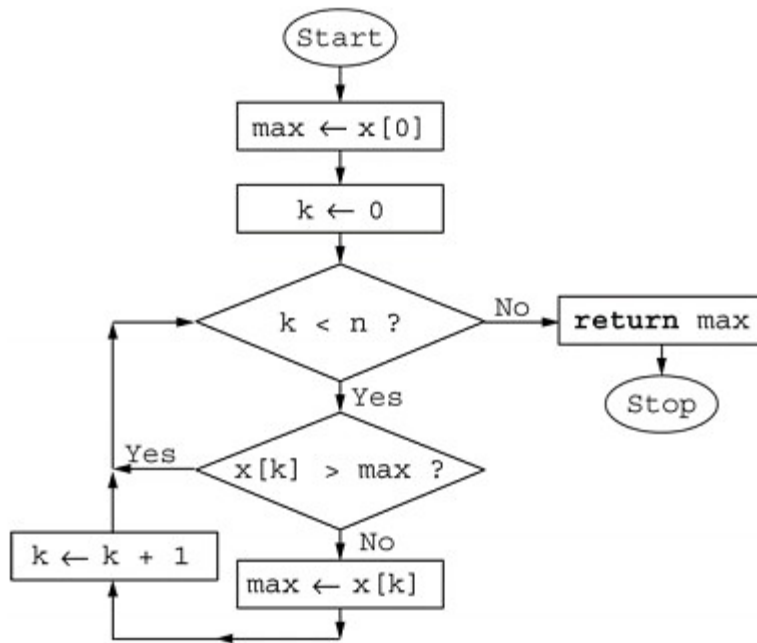 Start
max ← x[0]
k ← 0
k < n ?
No
return max
Yes
Stop
x[k] > max ?
Yes
No
k ← k + 1
max ← x[k]